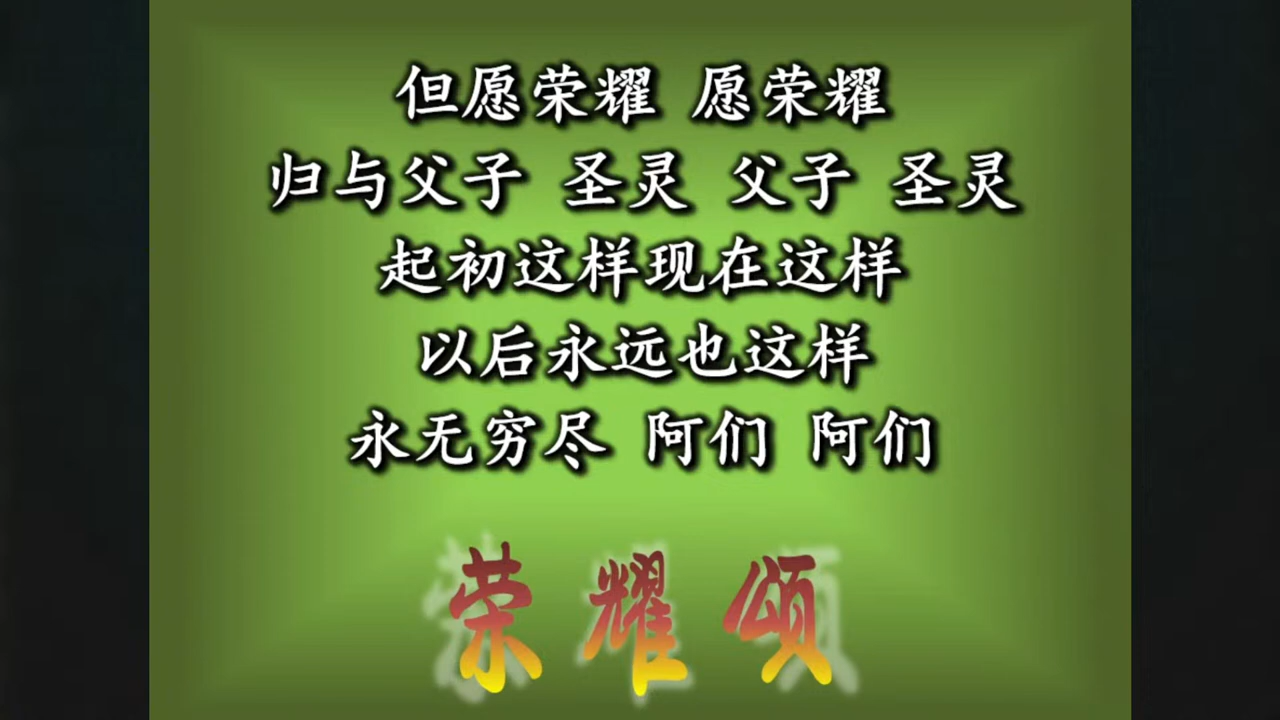 但愿荣耀 愿荣耀
归与父子 圣灵 父子 圣灵
起初这样现在这样
以后永远也这样
永无穷尽 阿们 阿们
荣耀颂